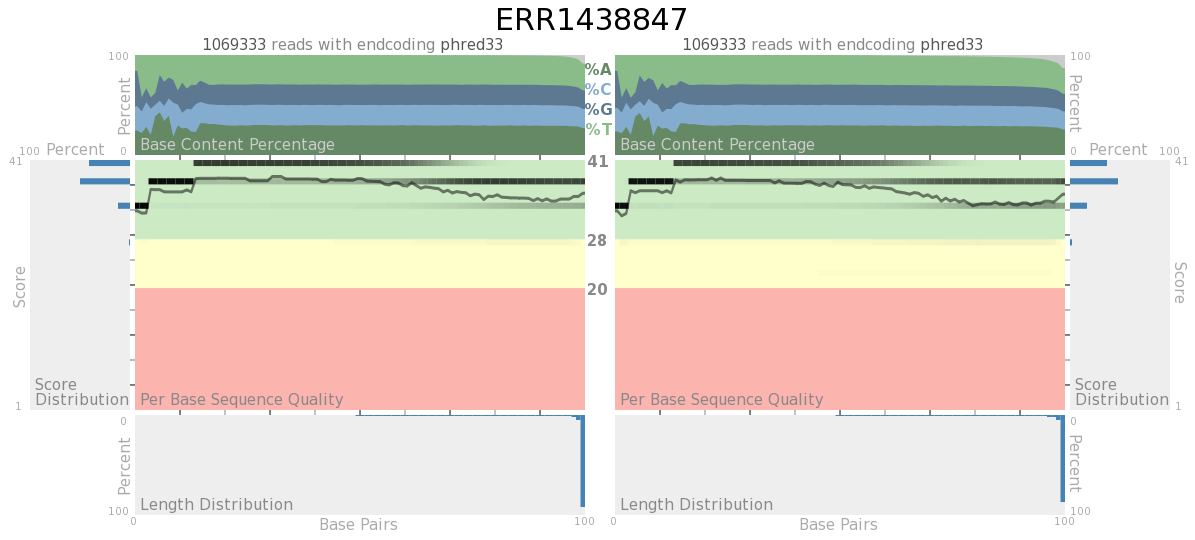 ERR1438847
1069333 reads with endcoding phred33
1069333 reads with endcoding phred33
100
Percent
0
Base Content Percentage
%A
%C
%G
%T
Base Content Percentage
100
Percent
0
100 Percent
41
Score
1
Score
Distribution
Per Base Sequence Quality
41
28
20
Per Base Sequence Quality
Percent 100
41
Score
1
Score
Distribution
0
Percent
100
Length Distribution
0
Base Pairs
100
Length Distribution
0
Percent
100
0
Base Pairs
100